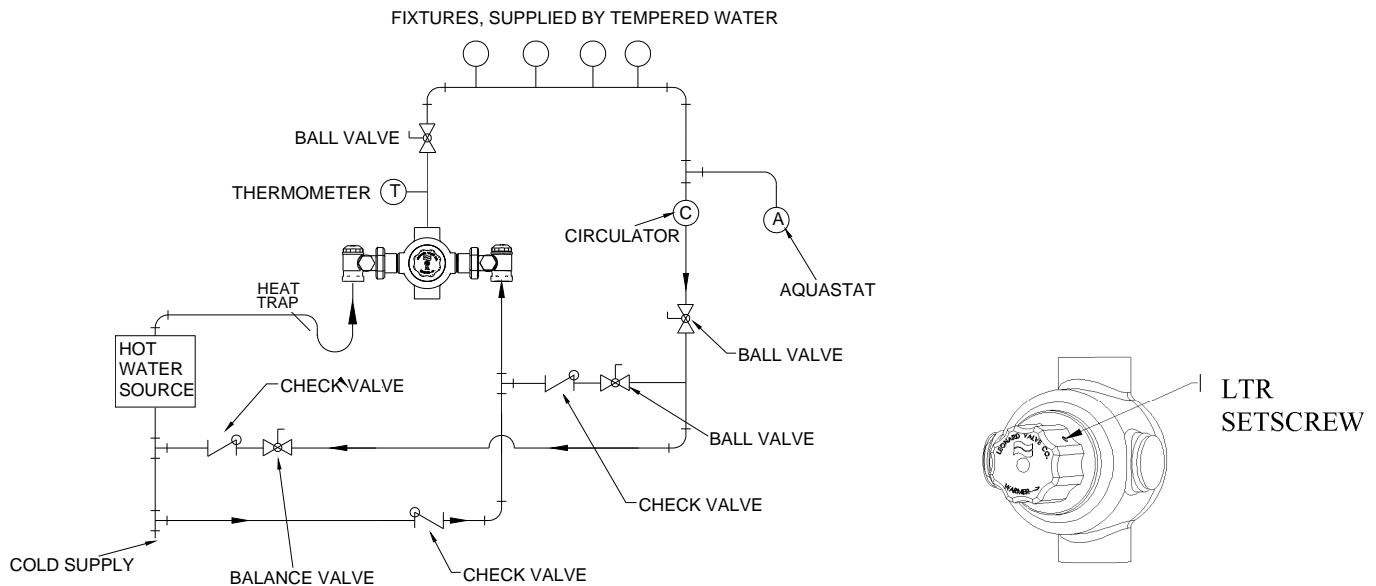 FIXTURES, SUPPLIED BY TEMPERED WATER
BALL VALVE
THERMOMETER
T
C
CIRCULATOR
A
AQUASTAT
HEAT
TRAP
HOT
WATER
SOURCE
CHECK VALVE
BALL VALVE
BALL VALVE
CHECK VALVE
COLD SUPPLY
BALANCE VALVE
CHECK VALVE
LTR
SETSCREW
LEONARD VALVE CO.
WARMER